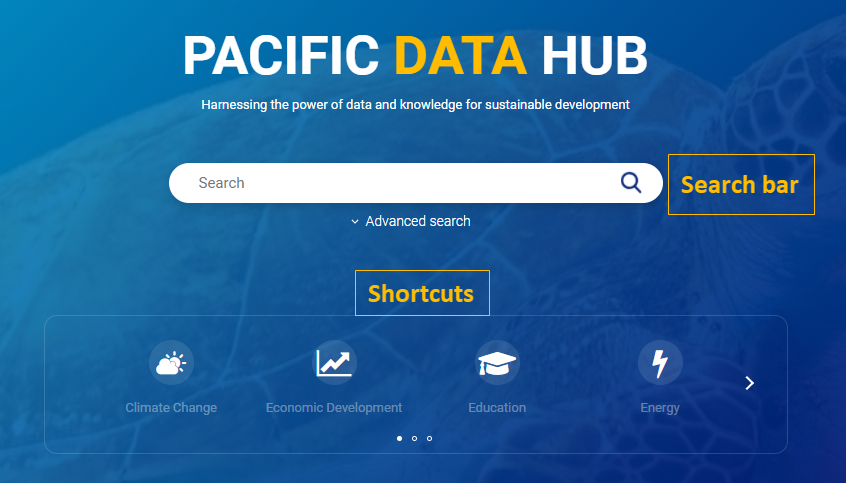 PACIFIC DATA HUB
Harnessing the power of data and knowledge for sustainable development
Search
Search bar
Advanced search
Shortcuts
Climate Change
Economic Development
Education
Energy